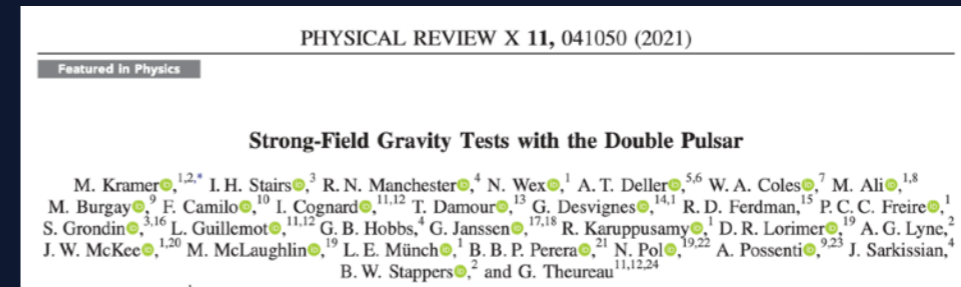 PHYSICAL REVIEW X 11, 041050 (2021)
Featured in Physics
Strong-Field Gravity Tests with the Double Pulsar
M. Kramer,1,2,* I. H. Stairs,3 R. N. Manchester,4 N. Wex,1 A. T. Deller,5,6 W. A. Coles,7 M. Ali,1,8
M. Burgay,9 F. Camilo,10 I. Cognard,11,12 T. Damour,13 G. Desvignes,14,1 R. D. Ferdman,15 P. C. C. Freire,1
S. Grondin,3,16 L. Guillemot,11,12 G. B. Hobbs,4 G. Janssen,17,18 R. Karuppusamy,1 D. R. Lorimer,19 A. G. Lyne,2
J. W. McKee,1,20 M. McLaughlin,19 L. E. Münch,1 B. B. P. Perera,21 N. Pol,19,22 A. Possenti,9,23 J. Sarkissian,4
B. W. Stappers,2 and G. Theureau11,12,24